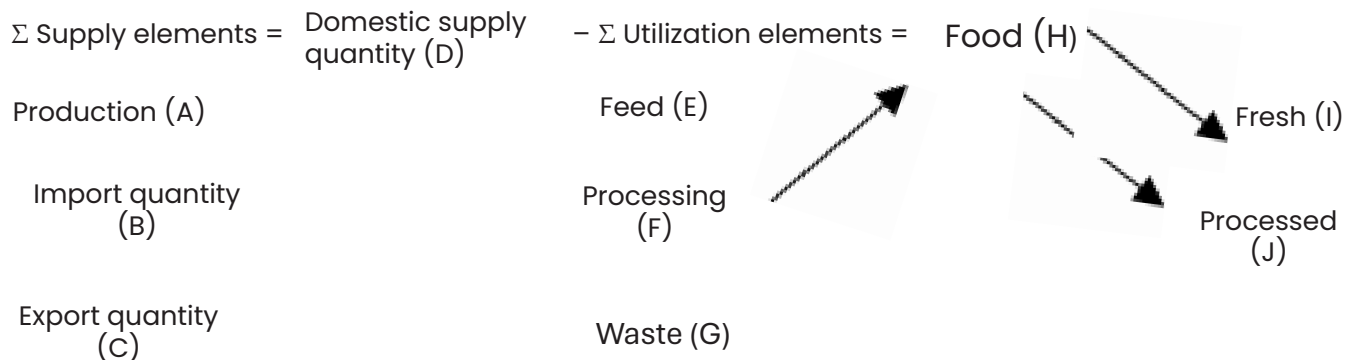 Σ Supply elements = Domestic supply quantity (D) – Σ Utilization elements = Food (H)
Production (A)
Feed (E)
Fresh (I)
Import quantity
(B)
Processing
(F)
Processed
(J)
Export quantity
(C)
Waste (G)